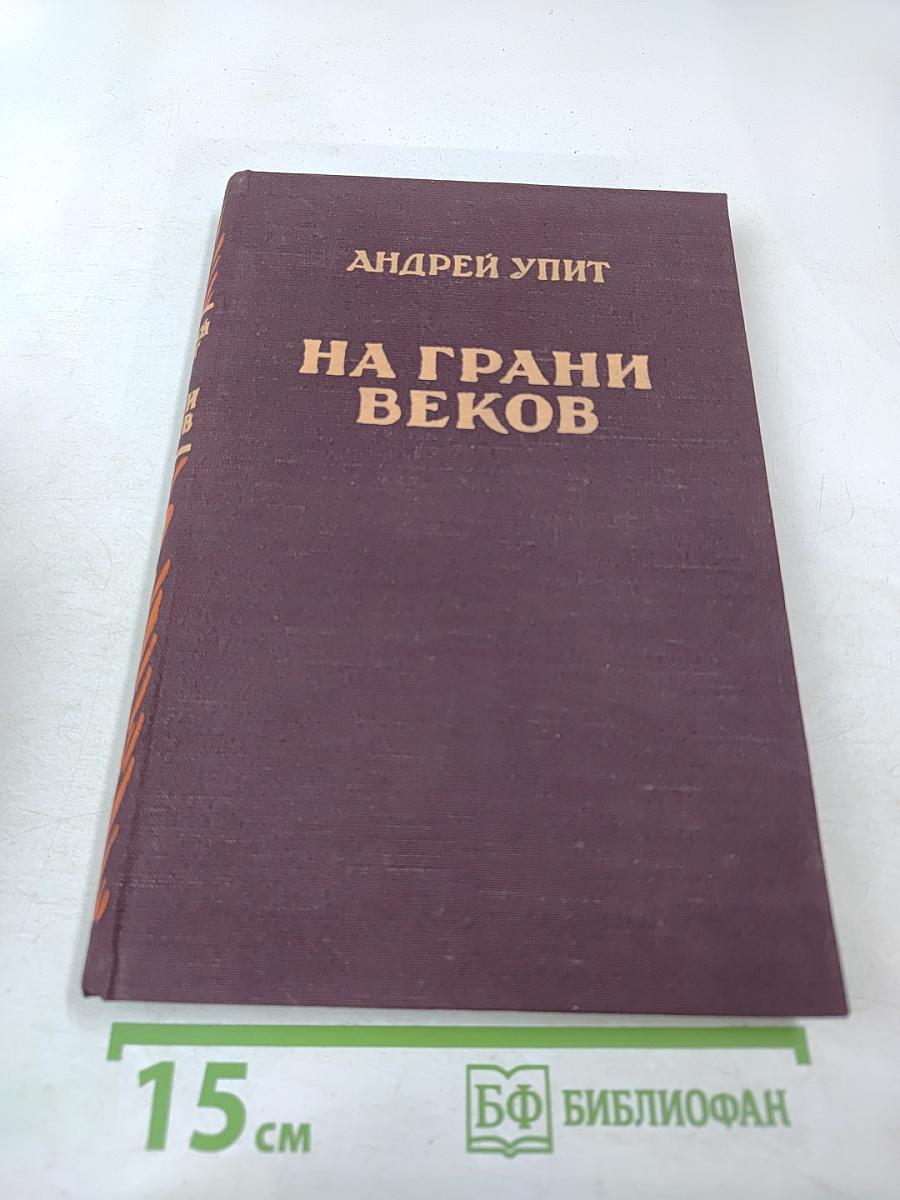 АНДРЕЙ УПИТ
НА ГРАНИ
ВЕКОВ
15 см
БФ БИБЛИОФАН